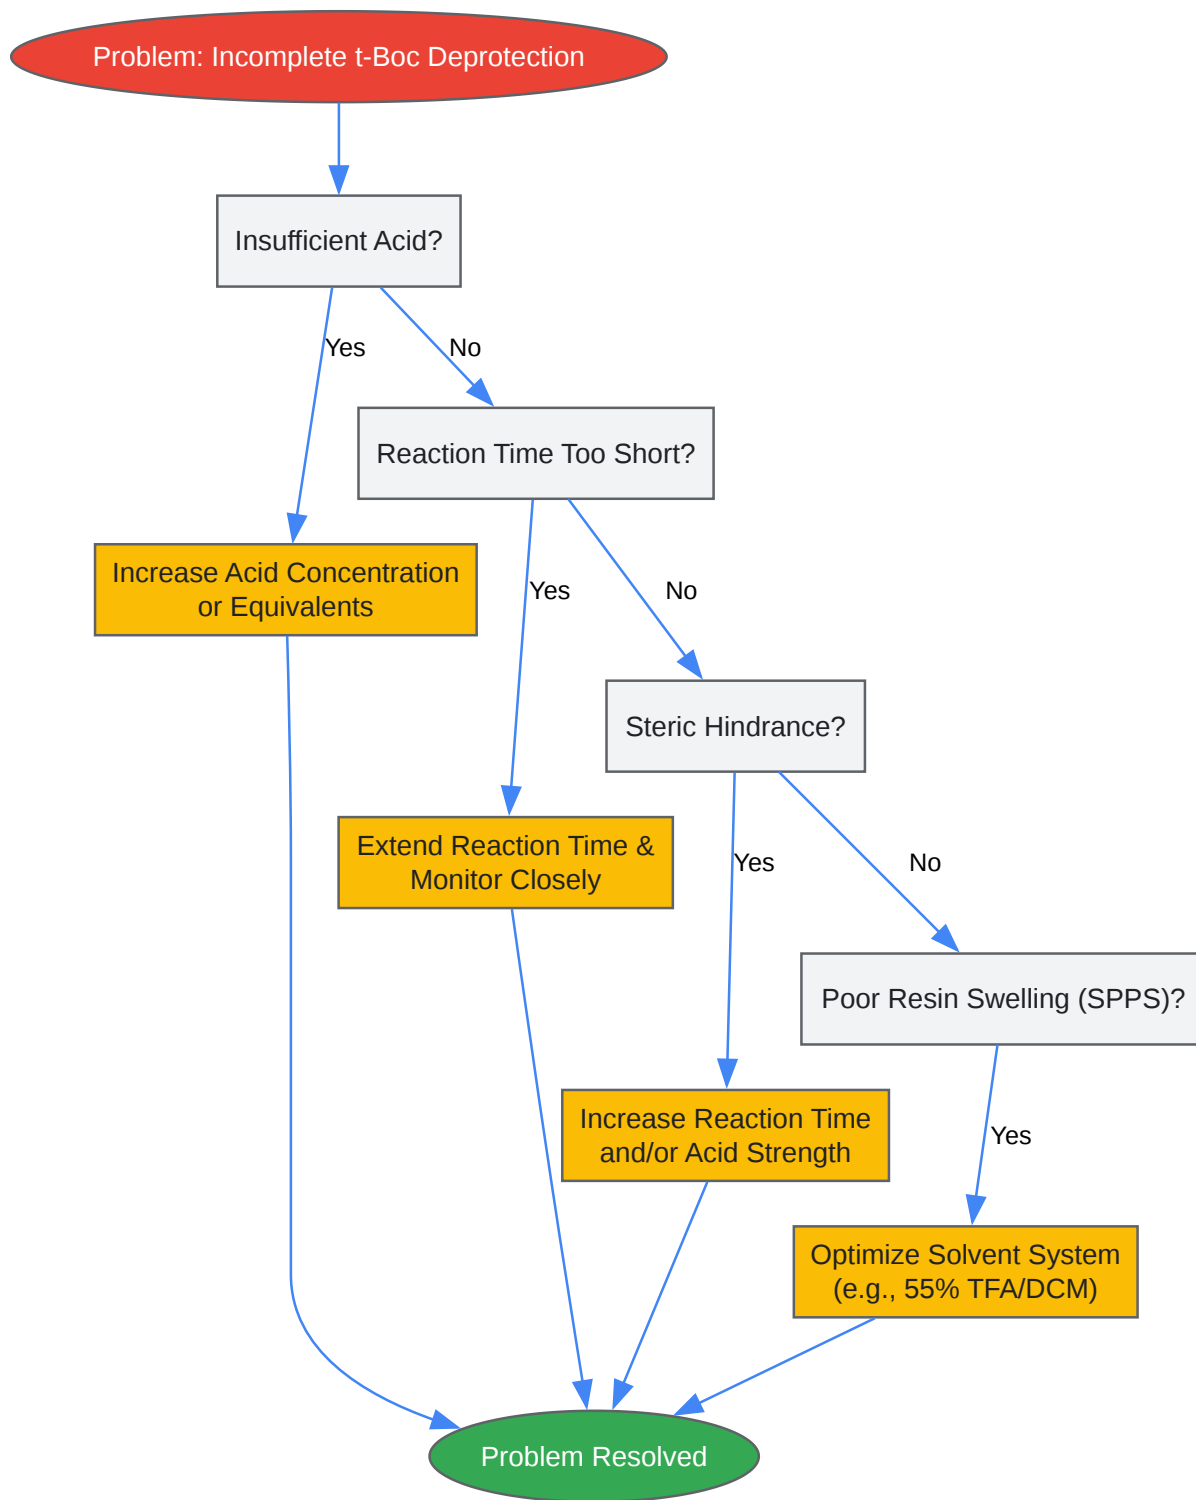 Problem: Incomplete t-Boc Deprotection
Insufficient Acid?
Yes
No
Reaction Time Too Short?
Increase Acid Concentration
or Equivalents
Yes
No
Steric Hindrance?
Extend Reaction Time &
Monitor Closely
Yes
No
Poor Resin Swelling (SPPS)?
Increase Reaction Time
and/or Acid Strength
Yes
Optimize Solvent System
(e.g., 55% TFA/DCM)
Problem Resolved